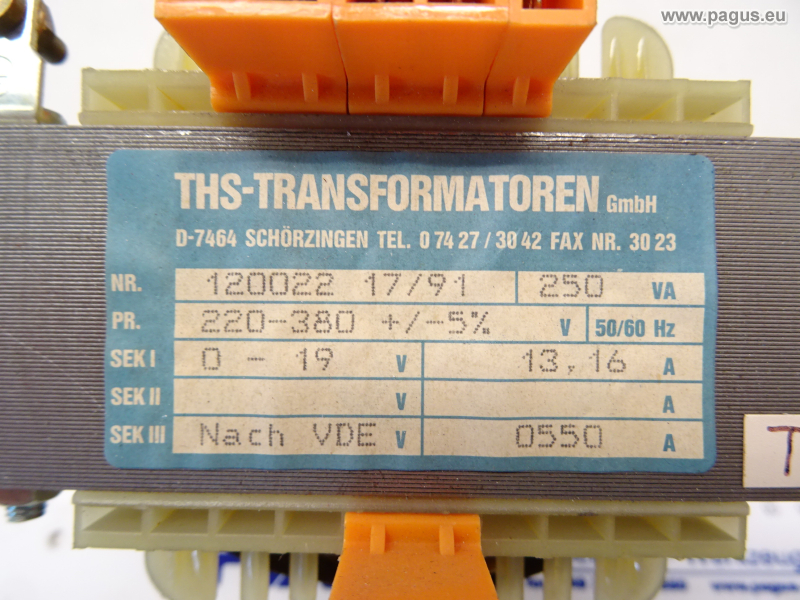 www.pagus.eu
THS-TRANSFORMATOREN GmbH
D-7464 SCHÖRZINGEN TEL. 0 74 27 / 30 42 FAX NR. 30 23
NR. 120022 17/91 250 VA
PR. 220-380 +/-5% V 50/60 Hz
SEK I 0 - 19 V 13,16 A
SEK II V A
SEK III Nach VDE V 0550 A
T